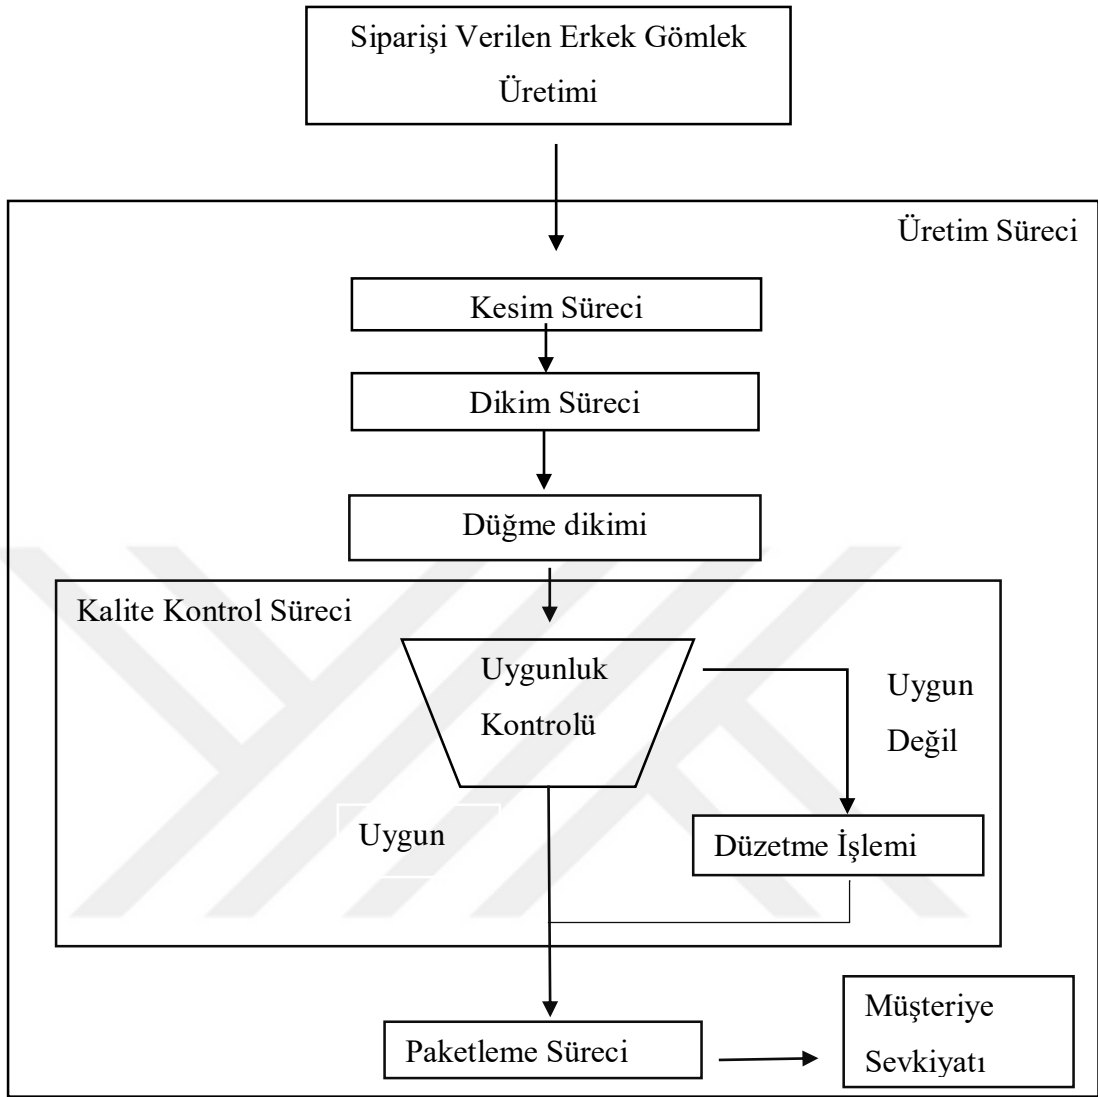 Siparişi Verilen Erkek Gömlek
Üretimi
Üretim Süreci
Kesim Süreci
Dikim Süreci
Düğme dikimi
Kalite Kontrol Süreci
Uygunluk
Kontrolü
Uygun
Değil
Uygun
Düzetme İşlemi
Paketleme Süreci
Müşteriye
Sevkiyatı